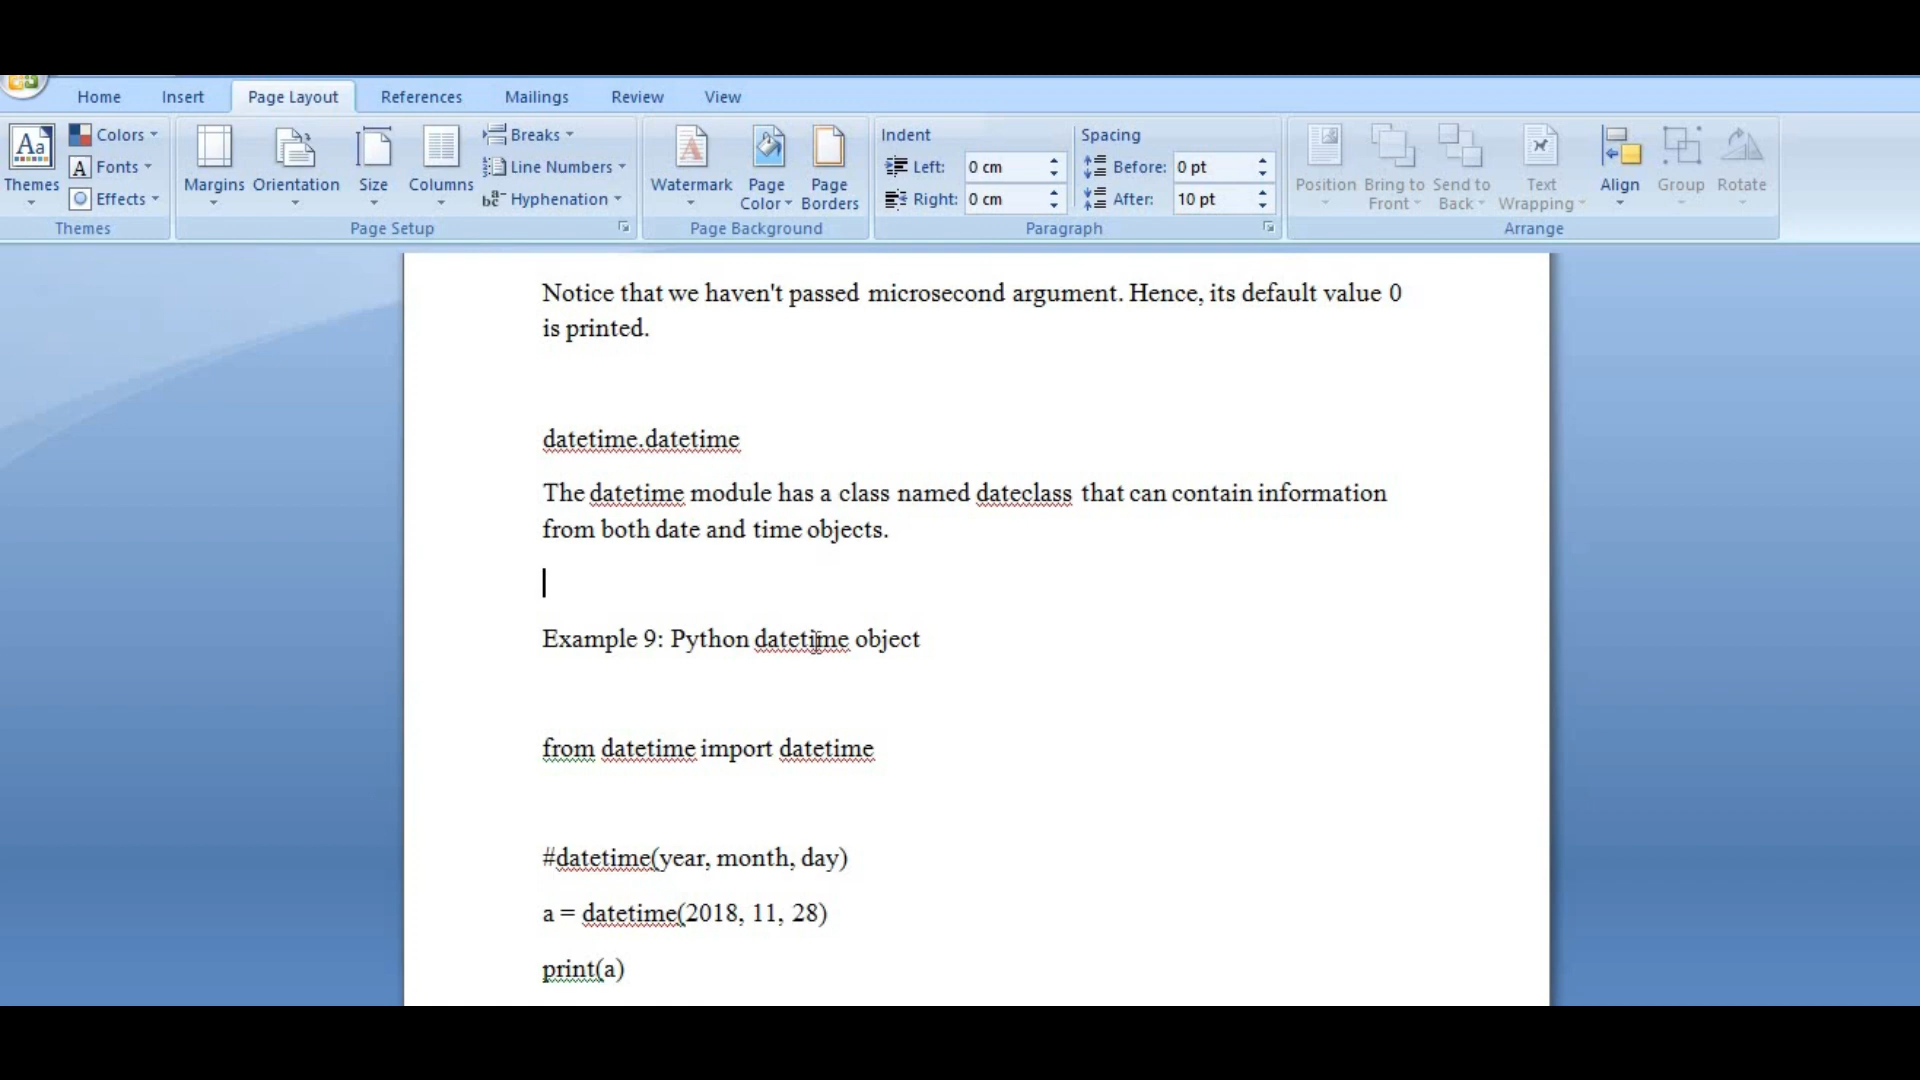 Home Insert Page Layout References Mailings Review View
Themes Colors Fonts Effects
Themes
Margins Orientation Size Columns Breaks Line Numbers Hyphenation
Page Setup
Watermark Page Color Page Borders
Page Background
Indent Spacing
Left: 0 cm Before: 0 pt
Right: 0 cm After: 10 pt
Paragraph
Position Bring to Front Send to Back Text Wrapping Align Group Rotate
Arrange
Notice that we haven't passed microsecond argument. Hence, its default value 0
is printed.
datetime.datetime
The datetime module has a class named dateclass that can contain information
from both date and time objects.
Example 9: Python datetime object
from datetime import datetime
#datetime(year, month, day)
a = datetime(2018, 11, 28)
print(a)